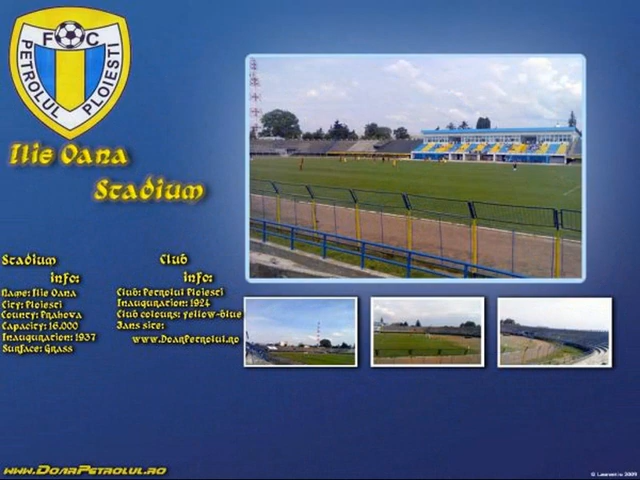 FC
PETROLUL PLOIESTI
Ilie Oana
Stadium
Stadium
info:
Name: Ilie Oana
City: Ploiesti
County: Prahova
Capacity: 16.000
Inauguration: 1937
Surface: Grass
Club
info:
Club: Petrolul Ploiesti
Inauguration: 1924
Club colours: yellow-blue
Fans site:
www.DoarPetrolul.ro
www.DoarPetrolul.ro
© Laurentiu 2009